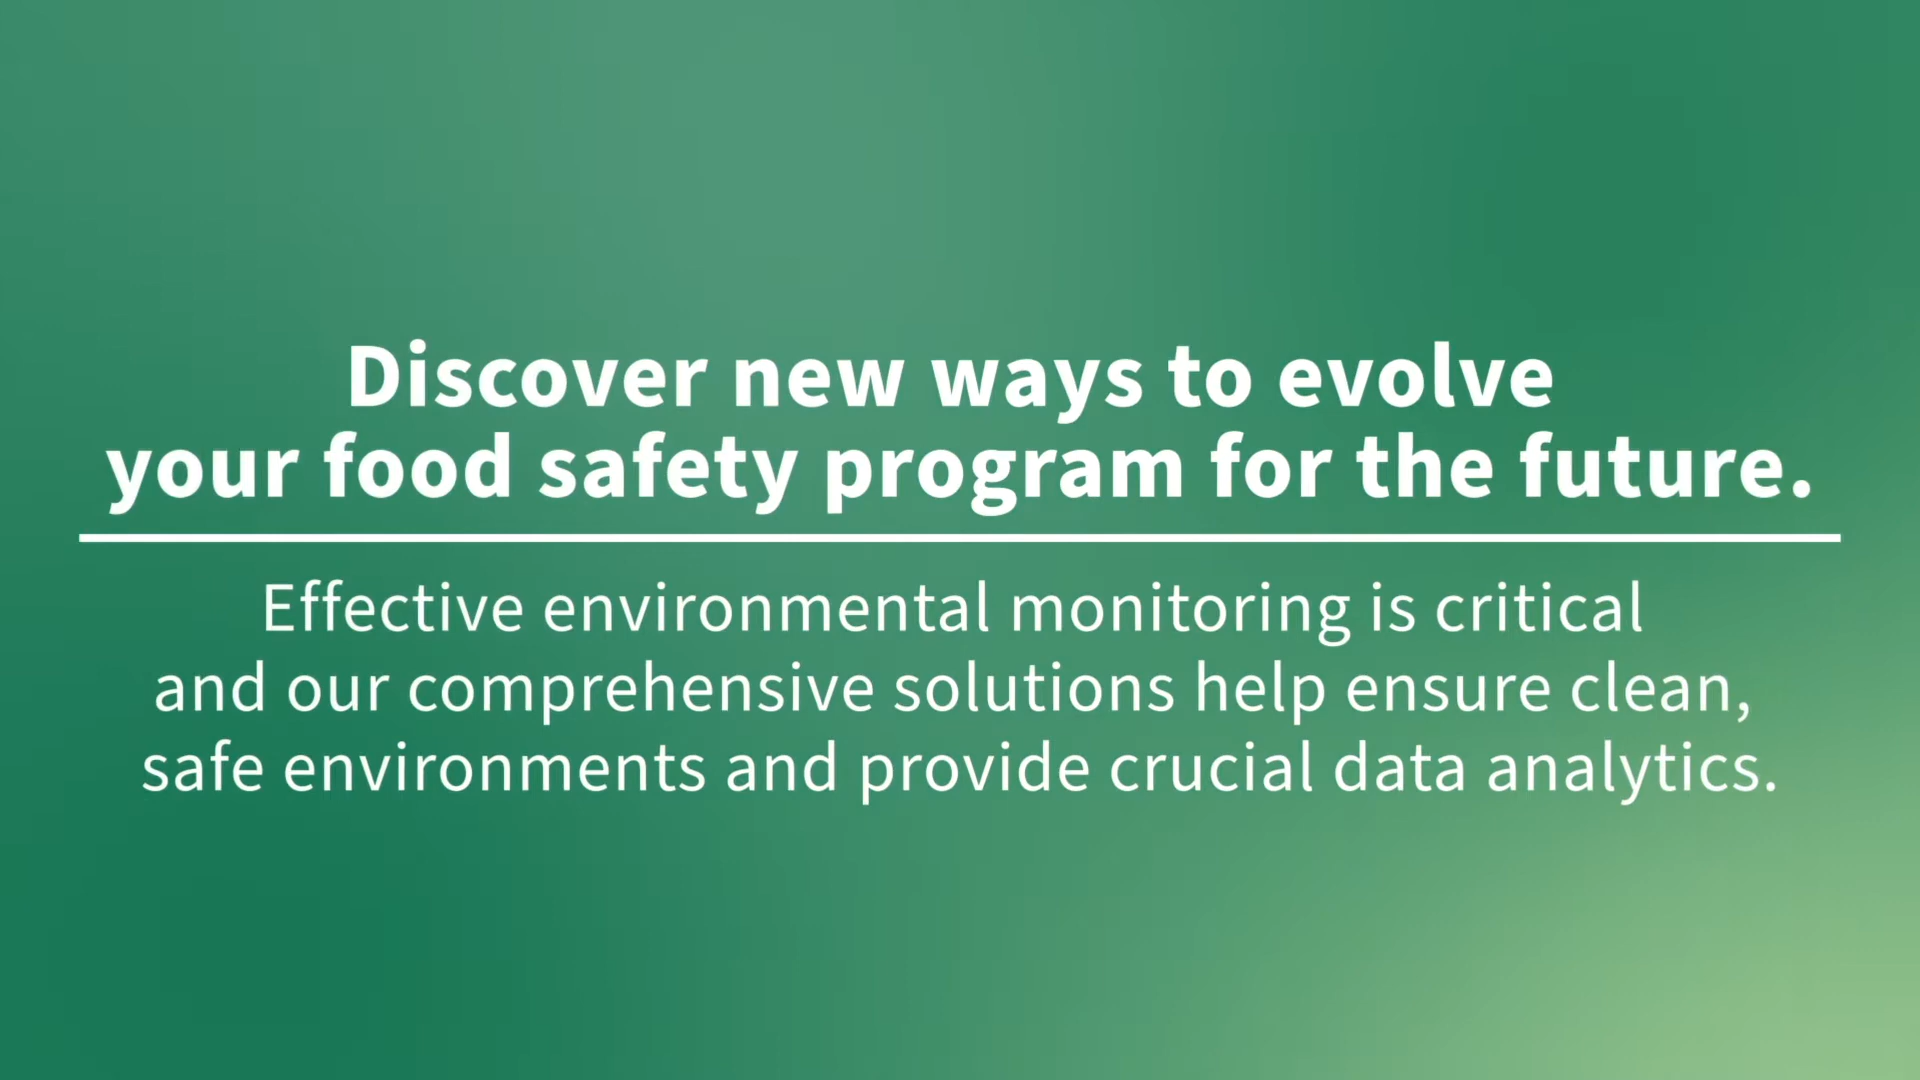 Discover new ways to evolve
your food safety program for the future.
Effective environmental monitoring is critical
and our comprehensive solutions help ensure clean,
safe environments and provide crucial data analytics.